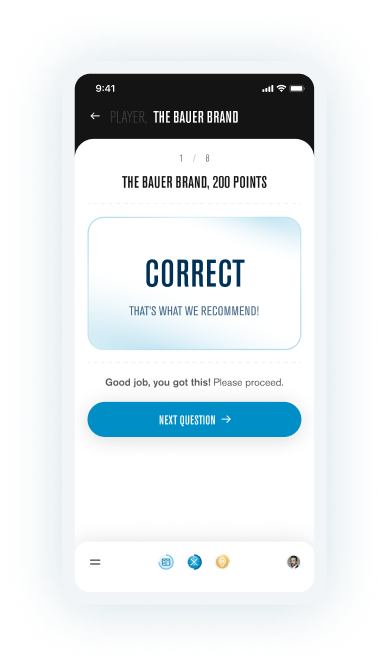 9:41
PLAYER, THE BAUER BRAND
1 / 8
THE BAUER BRAND, 200 POINTS
CORRECT
THAT'S WHAT WE RECOMMEND!
Good job, you got this! Please proceed.
NEXT QUESTION